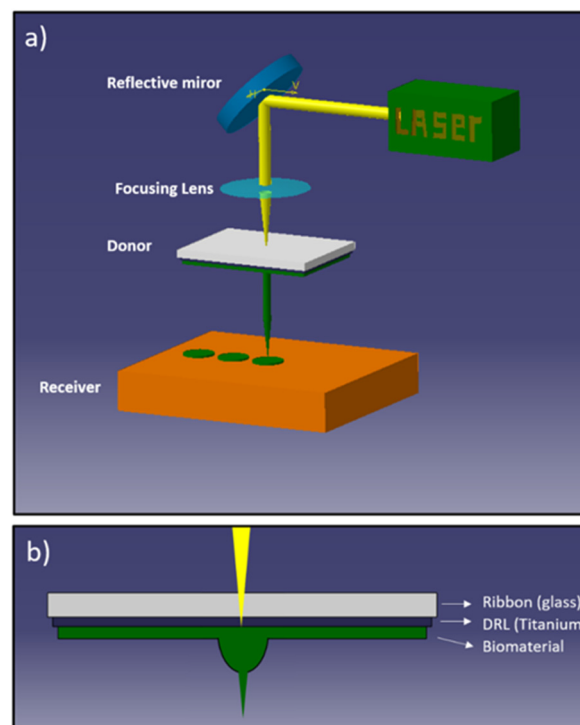 a)
Reflective miror
LASer
Focusing Lens
Donor
Receiver
b)
Ribbon (glass)
DRL (Titanium
Biomaterial